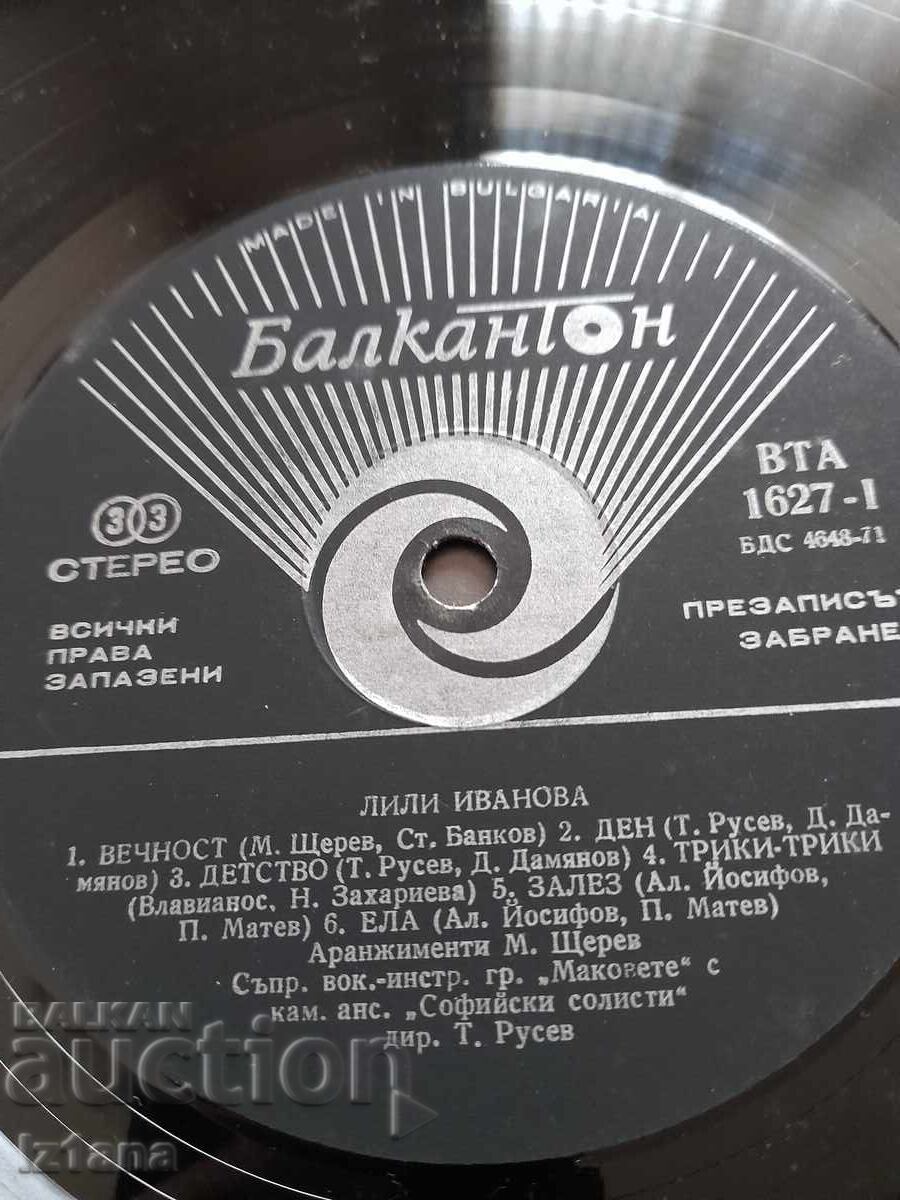 MADE IN BULGARIA
Балкантон
ВТА
1627-I
БДС 4648-71
33
СТЕРЕО
ВСИЧКИ
ПРАВА
ЗАПАЗЕНИ
ПРЕЗАПИСЪТ
ЗАБРАНЕ
ЛИЛИ ИВАНОВА
1. ВЕЧНОСТ (М. Щерев, Ст. Банков) 2. ДЕН (Т. Русев, Д. Да-
мянов) 3. ДЕТСТВО (Т. Русев, Д. Дамянов) 4. ТРИКИ-ТРИКИ
(Влавианос, Н. Захариева) 5. ЗАЛЕЗ (Ал. Йосифов,
П. Матев) 6. ЕЛА (Ал. Йосифов, П. Матев)
Аранжименти М. Щерев
Съпр. вок.-инстр. гр. „Маковете“ с
кам. анс. „Софийски солисти“
дир. Т. Русев
BALKAN
auction
iz1ana